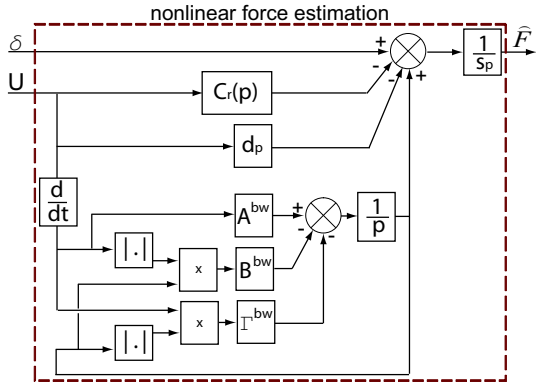 nonlinear force estimation
δ
+
-
-
+
1
sₚ
F̂
U
Cᵣ(p)
dₚ
d
dt
A^bw
+
-
-
1
p
|·|
x
B^bw
x
Γ^bw
|·|